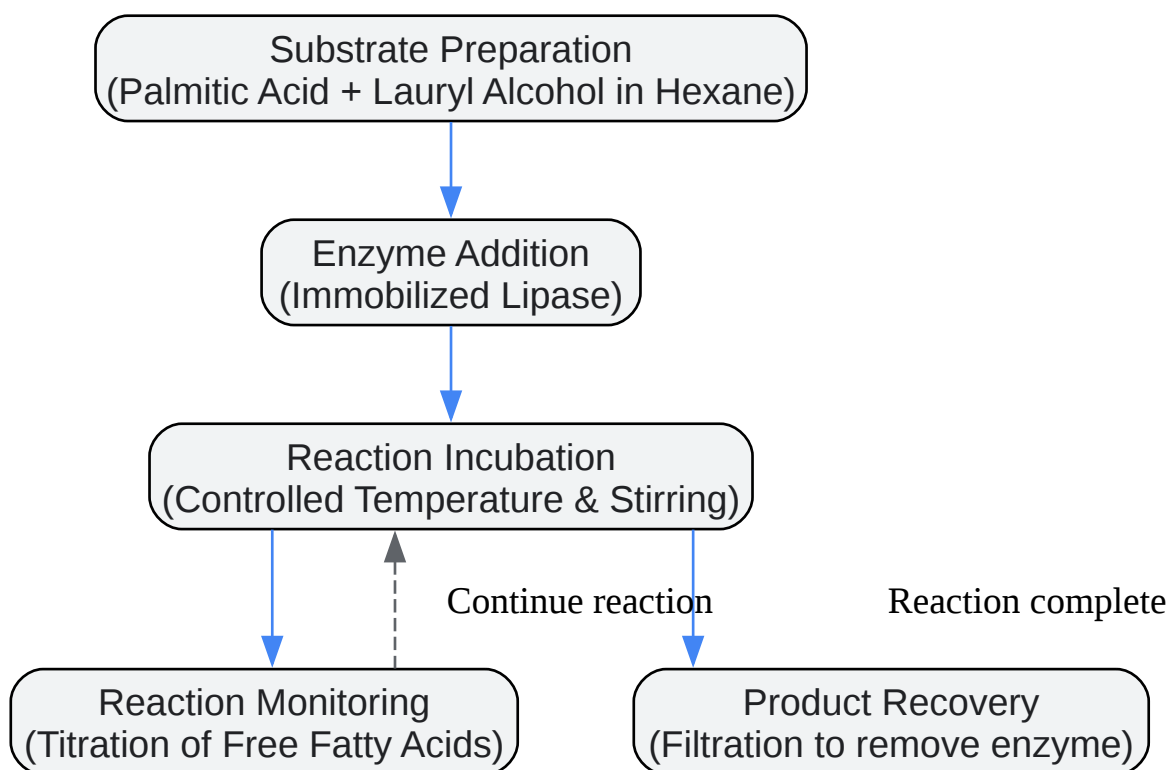 Substrate Preparation
(Palmitic Acid + Lauryl Alcohol in Hexane)
Enzyme Addition
(Immobilized Lipase)
Reaction Incubation
(Controlled Temperature & Stirring)
Continue reaction
Reaction complete
Reaction Monitoring
(Titration of Free Fatty Acids)
Product Recovery
(Filtration to remove enzyme)